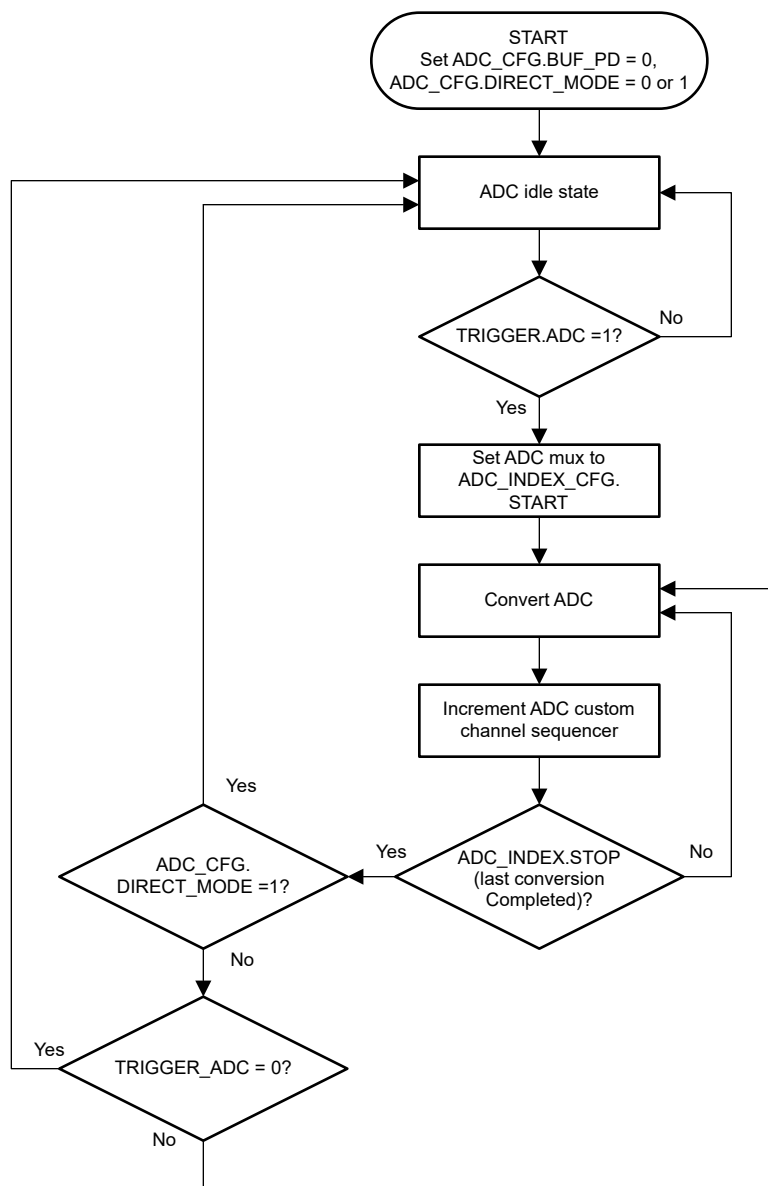 START
Set ADC_CFG.BUF_PD = 0,
ADC_CFG.DIRECT_MODE = 0 or 1
ADC idle state
TRIGGER.ADC =1?
No
Yes
Set ADC mux to
ADC_INDEX_CFG.
START
Convert ADC
Increment ADC custom
channel sequencer
ADC_INDEX.STOP
(last conversion
Completed)?
No
Yes
Yes
ADC_CFG.
DIRECT_MODE =1?
No
TRIGGER_ADC = 0?
Yes
No